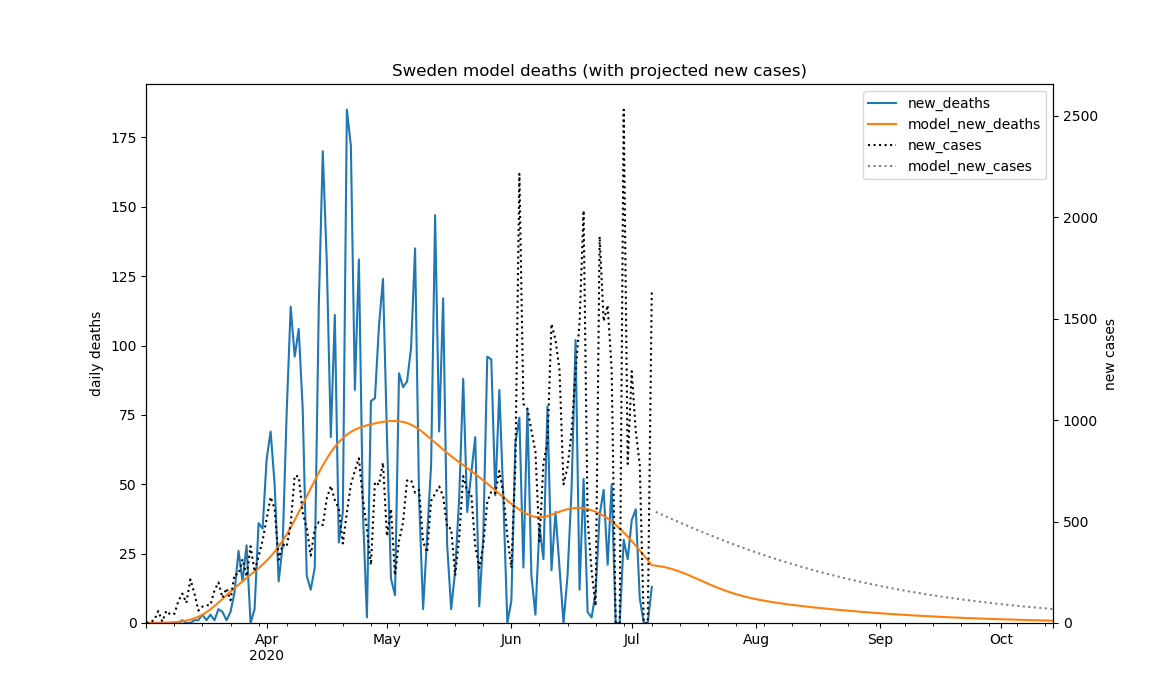 Sweden model deaths (with projected new cases)
new_deaths
model_new_deaths
new_cases
model_new_cases
daily deaths
175
150
125
100
75
50
25
0
2500
2000
1500
1000
500
0
new cases
Apr
2020
May
Jun
Jul
Aug
Sep
Oct